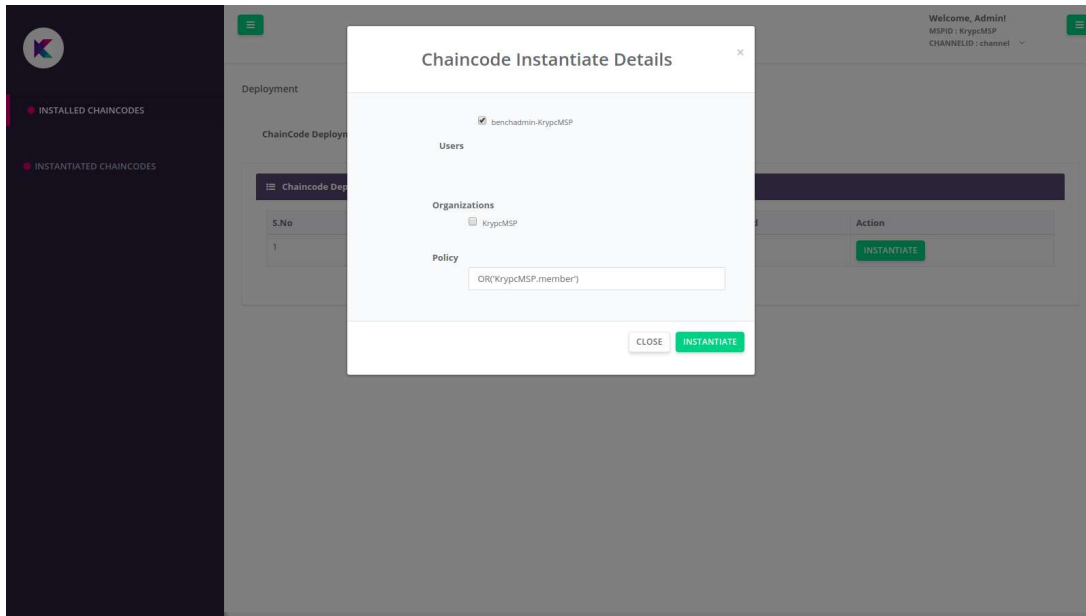 Welcome, Admin!
MSPID : KrypcMSP
CHANNELID : channel
INSTALLED CHAINCODES
INSTANTIATED CHAINCODES
Deployment
ChainCode Deploym
Chaincode Dep
S.No
Action
1
INSTANTIATE
Chaincode Instantiate Details
×
benchadmin-KrypcMSP
Users
Organizations
KrypcMSP
Policy
OR('KrypcMSP.member')
CLOSE INSTANTIATE